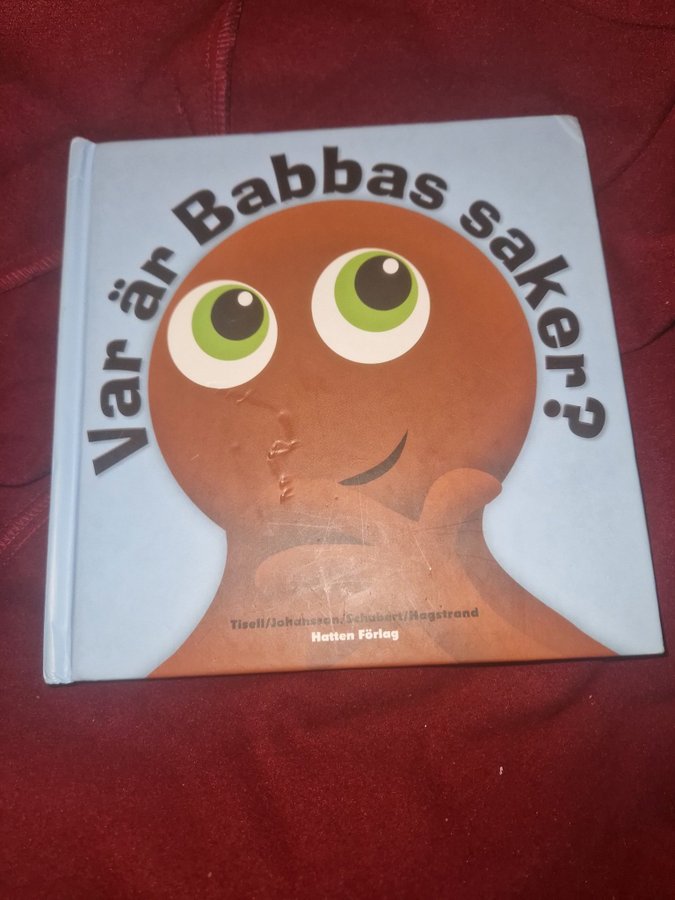 Var är Babbas saker?
Tisell/Johansson/Schubert/Hagstrand
Hatten Förlag